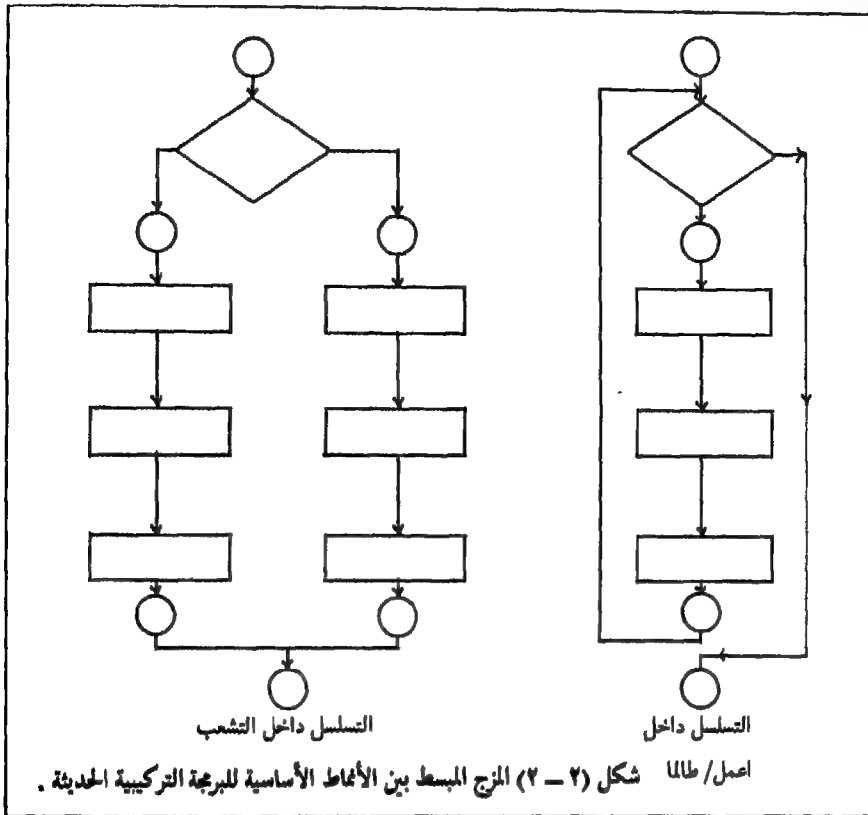 التسلسل داخل
التسلسل داخل التشعب
اعمل/ طالما
شكل (٢ — ٢) المزج المبسط بين الأنماط الأساسية للبرمجة التركيبية الحديثة .